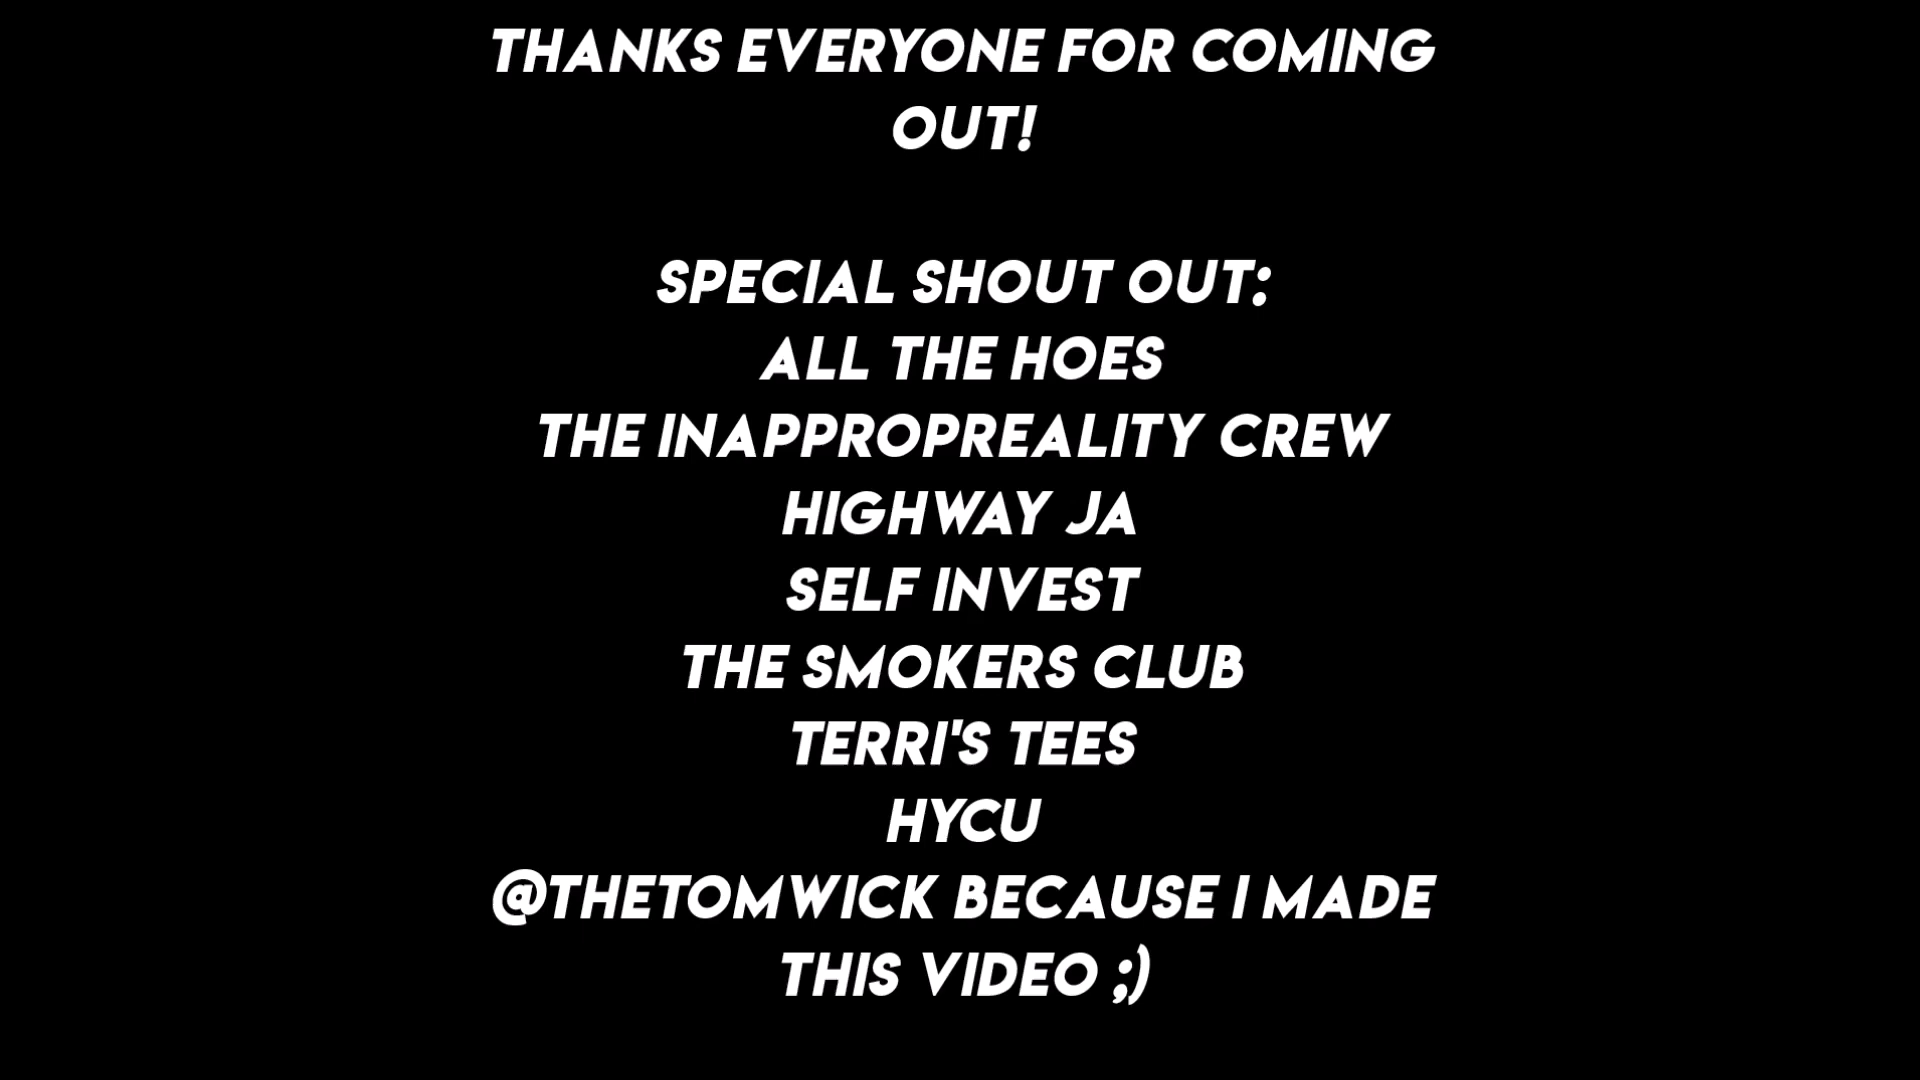 THANKS EVERYONE FOR COMING
OUT!
SPECIAL SHOUT OUT:
ALL THE HOES
THE INAPPROPREALITY CREW
HIGHWAY JA
SELF INVEST
THE SMOKERS CLUB
TERRI'S TEES
HYCU
@THETOMWICK BECAUSE I MADE
THIS VIDEO ;)